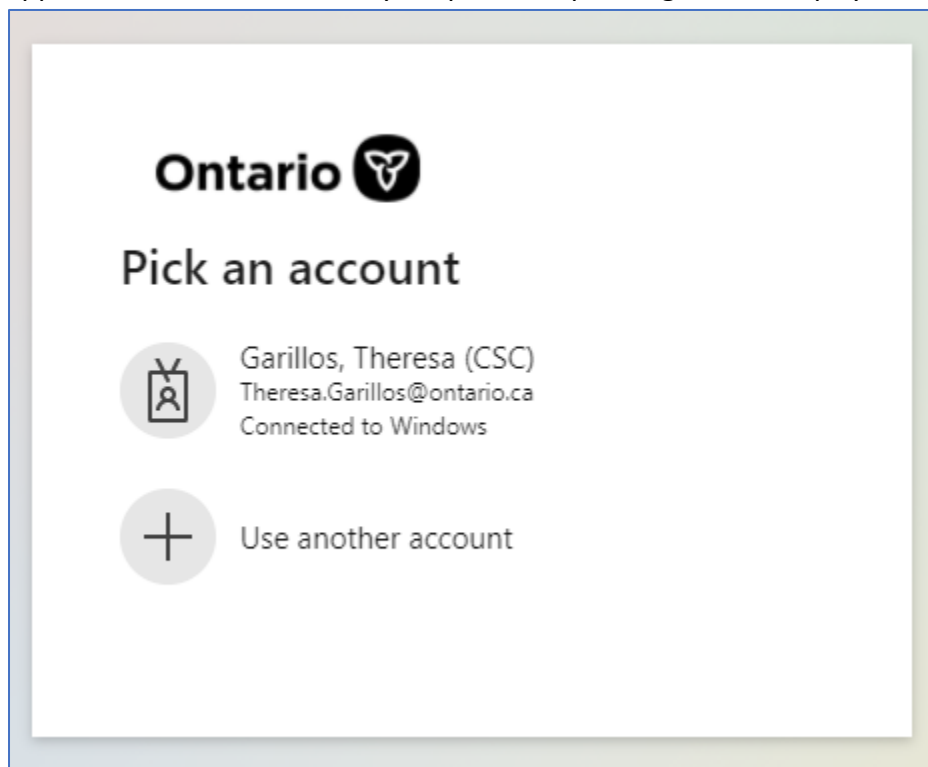 Ontario
Pick an account
Garillos, Theresa (CSC)
Theresa.Garillos@ontario.ca
Connected to Windows
Use another account